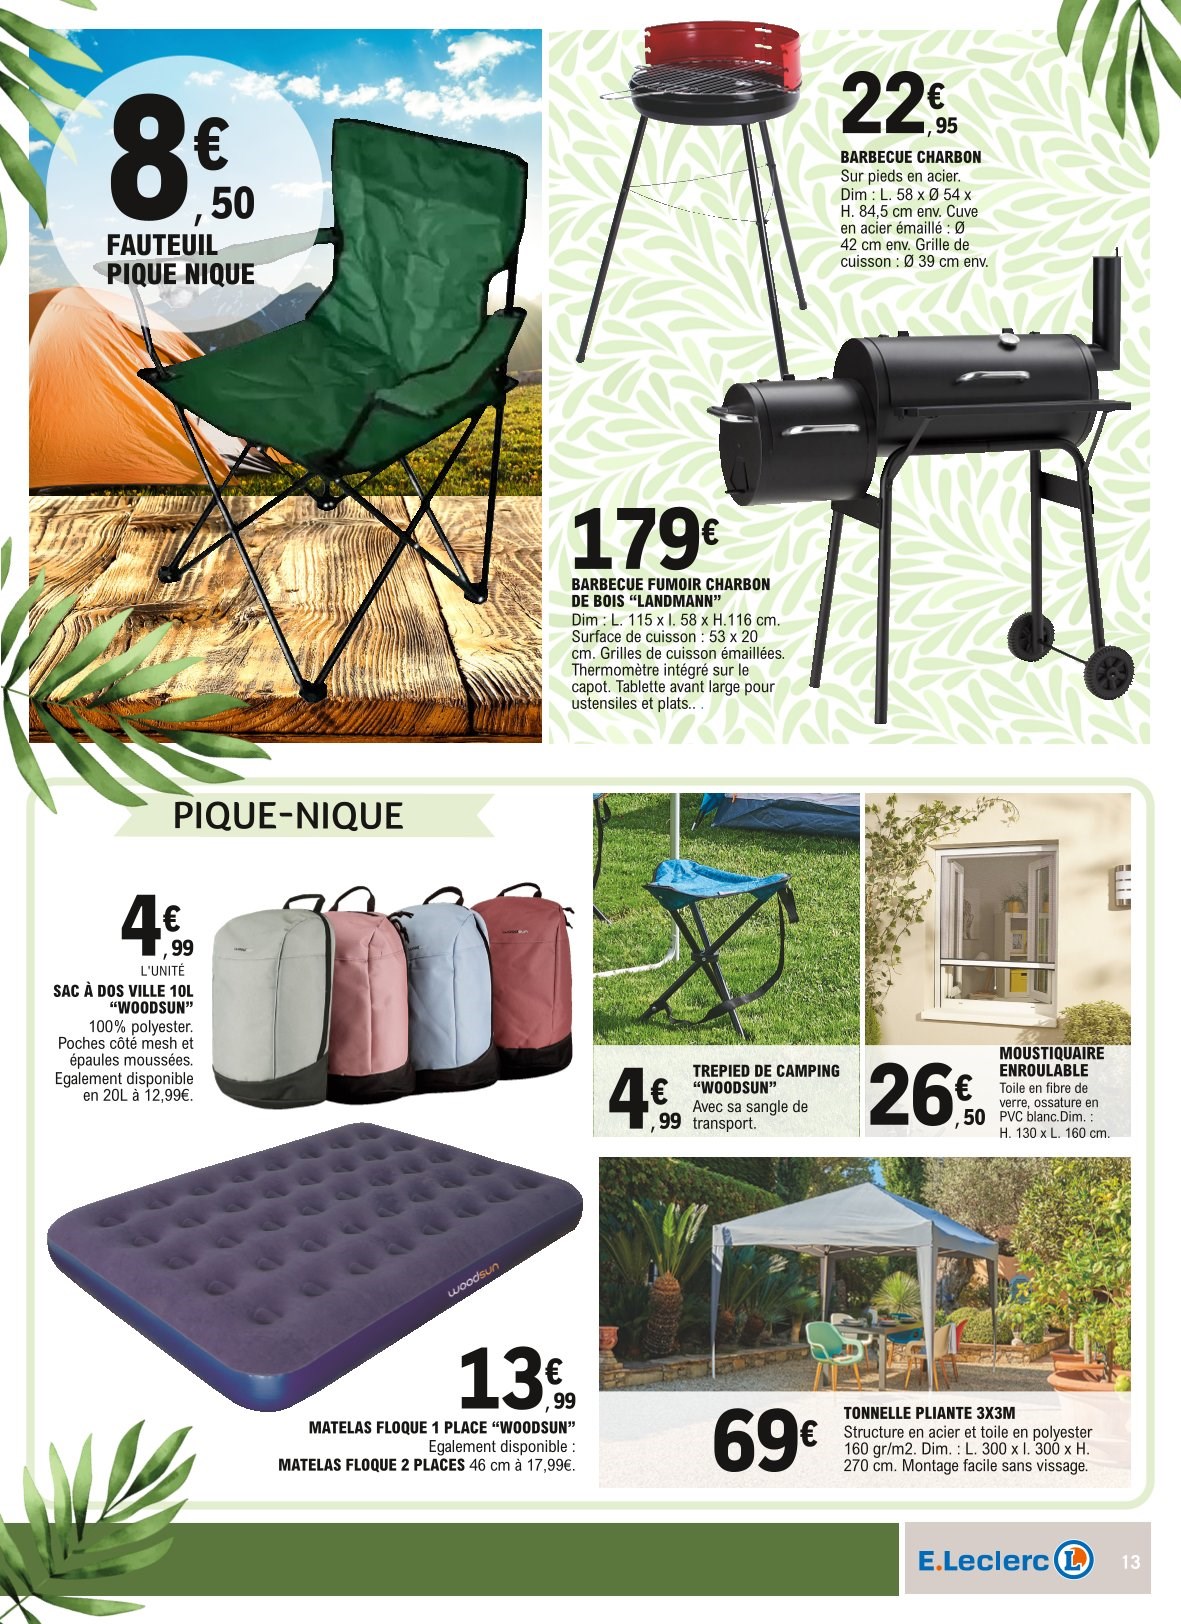 8€,50
FAUTEUIL
PIQUE NIQUE
22€,95
BARBECUE CHARBON
Sur pieds en acier.
Dim : L. 58 x Ø 54 x
H. 84,5 cm env. Cuve
en acier émaillé : Ø
42 cm env. Grille de
cuisson : Ø 39 cm env.
179€
BARBECUE FUMOIR CHARBON
DE BOIS “LANDMANN”
Dim : L. 115 x l. 58 x H.116 cm.
Surface de cuisson : 53 x 20
cm. Grilles de cuisson émaillées.
Thermomètre intégré sur le
capot. Tablette avant large pour
ustensiles et plats.. .
PIQUE-NIQUE
4€,99
L'UNITÉ
SAC À DOS VILLE 10L
“WOODSUN”
100% polyester.
Poches côté mesh et
épaules moussées.
Egalement disponible
en 20L à 12,99€.
4€,99
TREPIED DE CAMPING
“WOODSUN”
Avec sa sangle de
transport.
26€,50
MOUSTIQUAIRE
ENROULABLE
Toile en fibre de
verre, ossature en
PVC blanc.Dim. :
H. 130 x L. 160 cm.
woodsun
13€,99
MATELAS FLOQUE 1 PLACE “WOODSUN”
Egalement disponible :
MATELAS FLOQUE 2 PLACES 46 cm à 17,99€.
69€
TONNELLE PLIANTE 3X3M
Structure en acier et toile en polyester
160 gr/m2. Dim. : L. 300 x l. 300 x H.
270 cm. Montage facile sans vissage.
E.Leclerc L
13